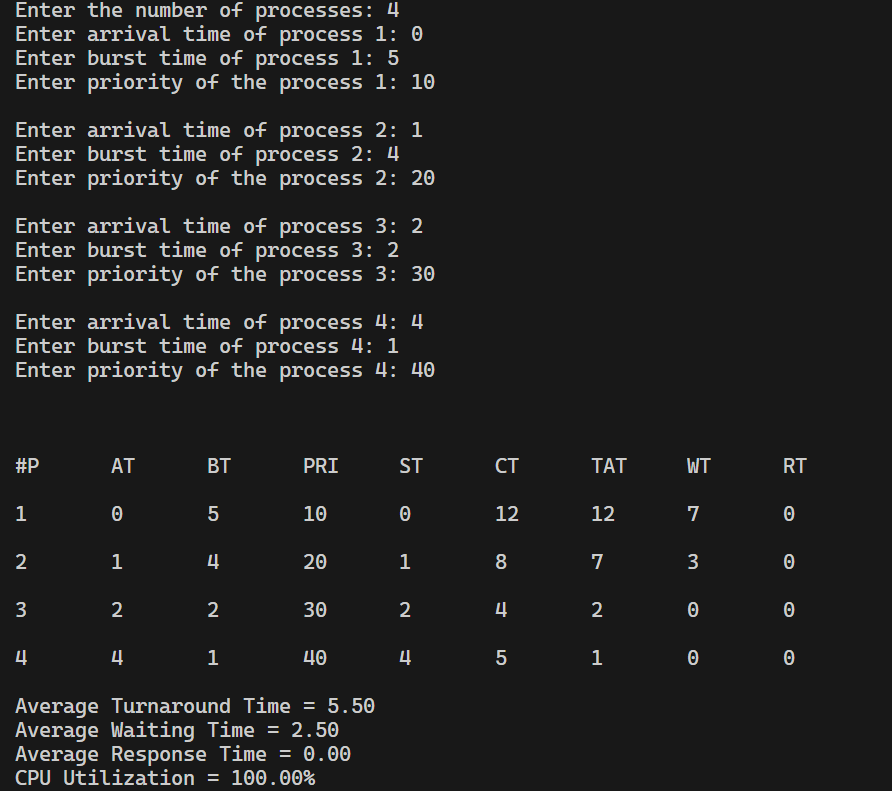 Enter the number of processes: 4
Enter arrival time of process 1: 0
Enter burst time of process 1: 5
Enter priority of the process 1: 10
Enter arrival time of process 2: 1
Enter burst time of process 2: 4
Enter priority of the process 2: 20
Enter arrival time of process 3: 2
Enter burst time of process 3: 2
Enter priority of the process 3: 30
Enter arrival time of process 4: 4
Enter burst time of process 4: 1
Enter priority of the process 4: 40
#P AT BT PRI ST CT TAT WT RT
1 0 5 10 0 12 12 7 0
2 1 4 20 1 8 7 3 0
3 2 2 30 2 4 2 0 0
4 4 1 40 4 5 1 0 0
Average Turnaround Time = 5.50
Average Waiting Time = 2.50
Average Response Time = 0.00
CPU Utilization = 100.00%